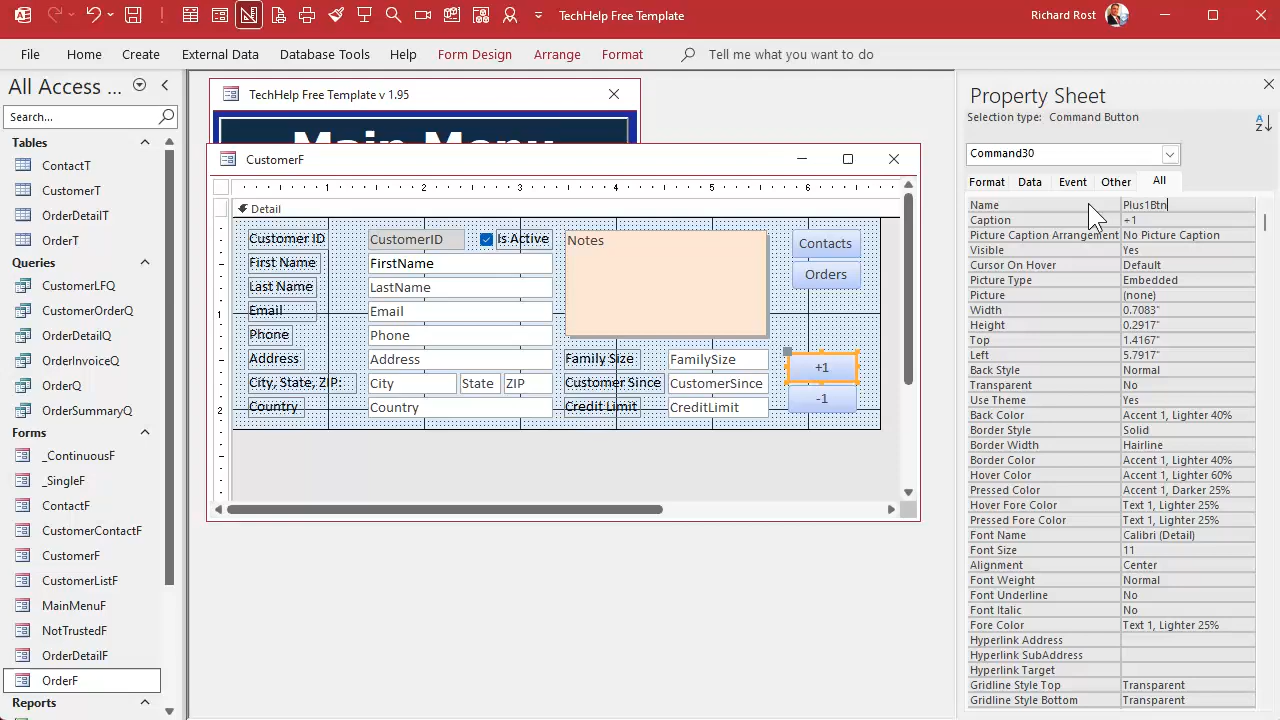 TechHelp Free Template
Richard Rost
File Home Create External Data Database Tools Help Form Design Arrange Format Tell me what you want to do
All Access ...
Search...
Tables
ContactT
CustomerT
OrderDetailT
OrderT
Queries
CustomerLFQ
CustomerOrderQ
OrderDetailQ
OrderInvoiceQ
OrderQ
OrderSummaryQ
Forms
_ContinuousF
_SingleF
ContactF
CustomerContactF
CustomerF
CustomerListF
MainMenuF
NotTrustedF
OrderDetailF
OrderF
Reports
TechHelp Free Template v 1.95
Main Menu
CustomerF
1 2 3 4 5 6
Detail
1
2
Customer ID CustomerID Is Active
First Name FirstName
Last Name LastName
Email Email
Phone Phone
Address Address
City, State, ZIP: City State ZIP
Country Country
Notes
Family Size FamilySize
Customer Since CustomerSince
Credit Limit CreditLimit
Contacts
Orders
+1
-1
Property Sheet
Selection type: Command Button
Command30
Format Data Event Other All
Name Plus1Btn
Caption +1
Picture Caption Arrangement No Picture Caption
Visible Yes
Cursor On Hover Default
Picture Type Embedded
Picture (none)
Width 0.7083"
Height 0.2917"
Top 1.4167"
Left 5.7917"
Back Style Normal
Transparent No
Use Theme Yes
Back Color Accent 1, Lighter 40%
Border Style Solid
Border Width Hairline
Border Color Accent 1, Lighter 40%
Hover Color Accent 1, Lighter 60%
Pressed Color Accent 1, Darker 25%
Hover Fore Color Text 1, Lighter 25%
Pressed Fore Color Text 1, Lighter 25%
Font Name Calibri (Detail)
Font Size 11
Alignment Center
Font Weight Normal
Font Underline No
Font Italic No
Fore Color Text 1, Lighter 25%
Hyperlink Address
Hyperlink SubAddress
Hyperlink Target
Gridline Style Top Transparent
Gridline Style Bottom Transparent